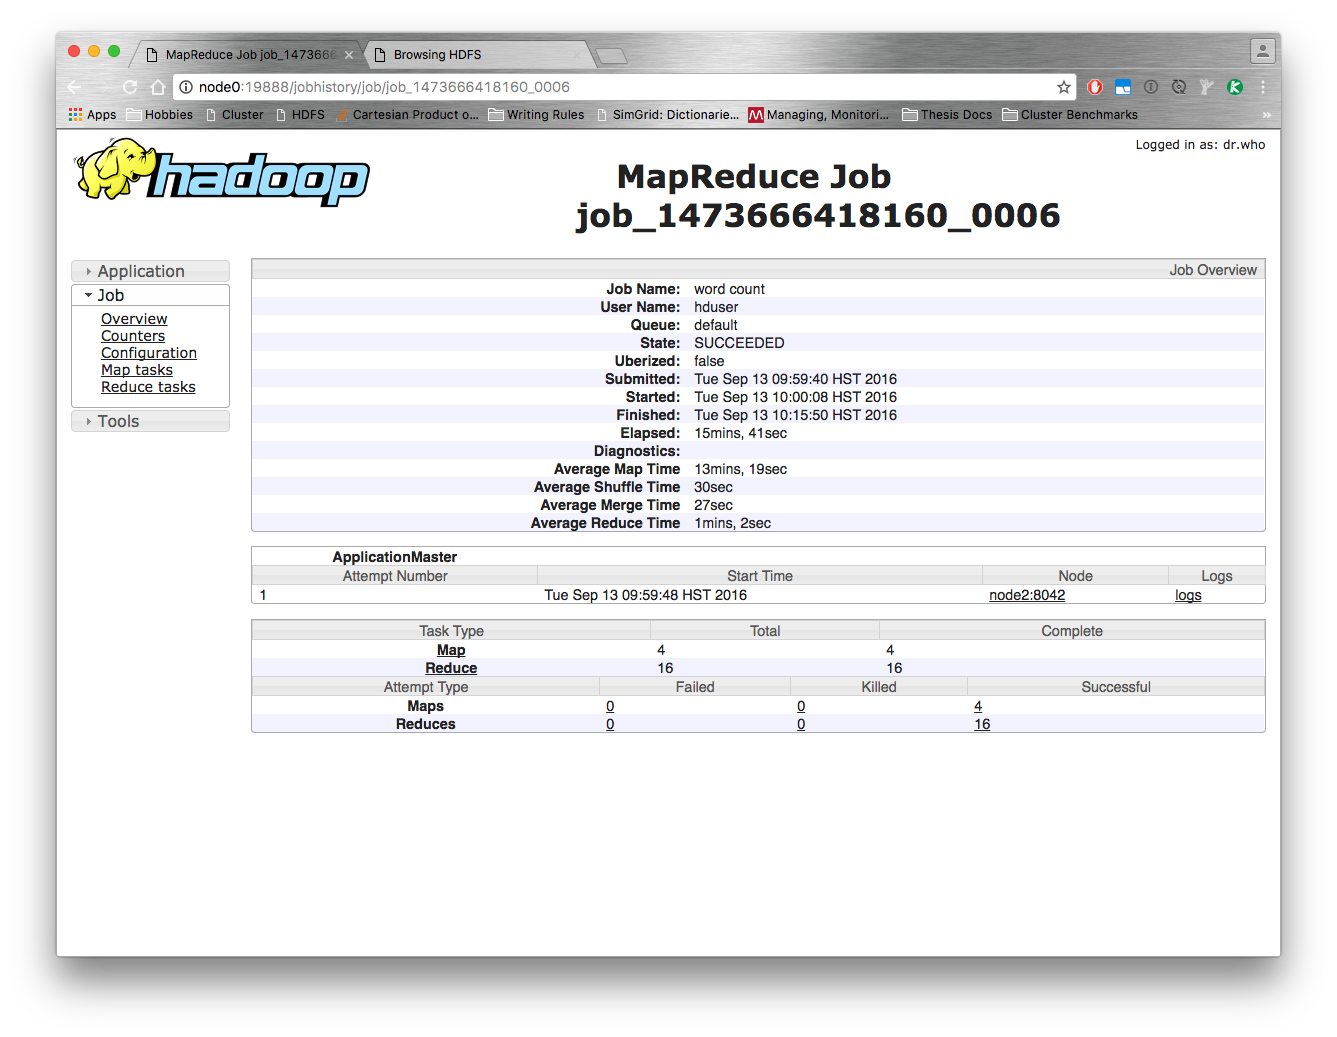 MapReduce Job job_1473666
Browsing HDFS
node0:19888/jobhistory/job/job_1473666418160_0006
Apps Hobbies Cluster HDFS Cartesian Product o... Writing Rules SimGrid: Dictionarie... Managing, Monitori... Thesis Docs Cluster Benchmarks »
Logged in as: dr.who
hadoop
MapReduce Job
job_1473666418160_0006
Application
Job
Overview
Counters
Configuration
Map tasks
Reduce tasks
Tools
Job Overview
Job Name: word count
User Name: hduser
Queue: default
State: SUCCEEDED
Uberized: false
Submitted: Tue Sep 13 09:59:40 HST 2016
Started: Tue Sep 13 10:00:08 HST 2016
Finished: Tue Sep 13 10:15:50 HST 2016
Elapsed: 15mins, 41sec
Diagnostics:
Average Map Time 13mins, 19sec
Average Shuffle Time 30sec
Average Merge Time 27sec
Average Reduce Time 1mins, 2sec
ApplicationMaster
Attempt Number Start Time Node Logs
1 Tue Sep 13 09:59:48 HST 2016 node2:8042 logs
Task Type Total Complete
Map 4 4
Reduce 16 16
Attempt Type Failed Killed Successful
Maps 0 0 4
Reduces 0 0 16